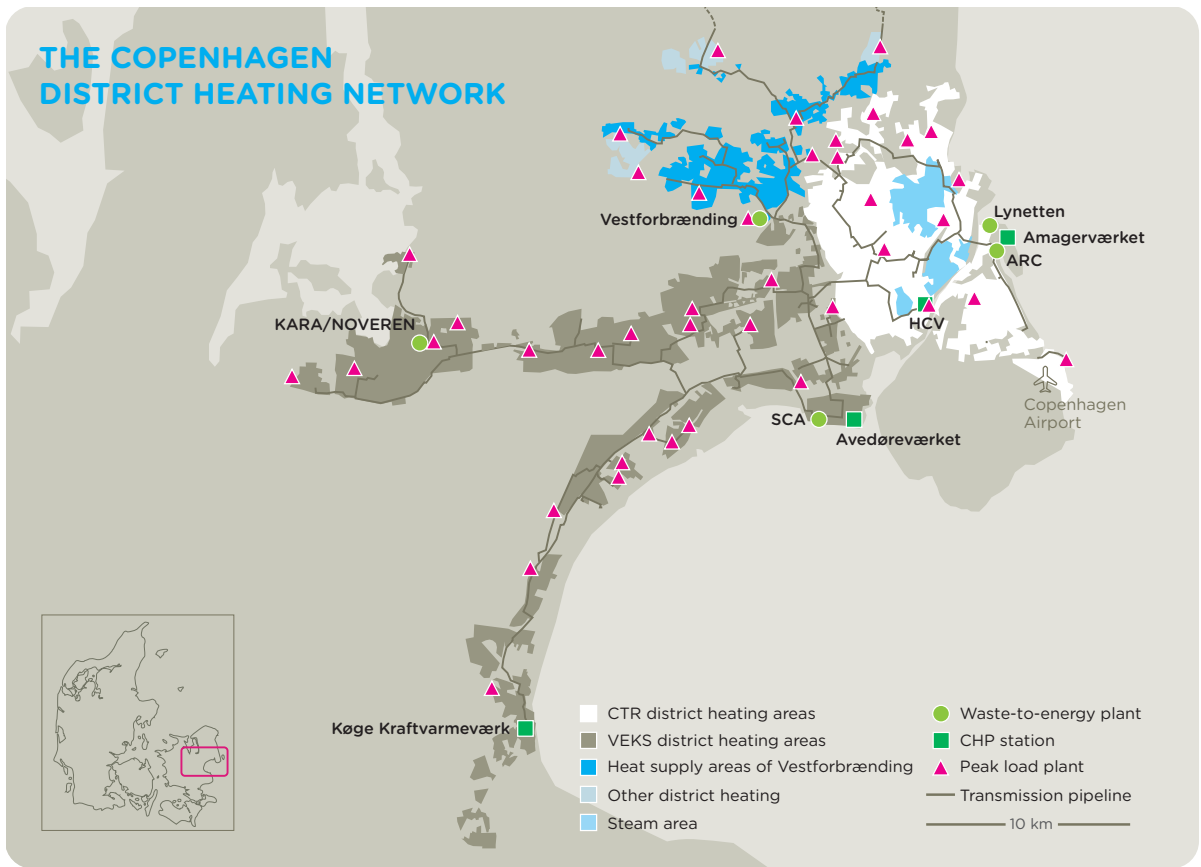 THE COPENHAGEN
DISTRICT HEATING NETWORK
Vestforbrænding
Lynetten
Amagerværket
ARC
KARA/NOVEREN
HCV
Copenhagen
Airport
SCA
Avedøreværket
Køge Kraftvarmeværk
CTR district heating areas
VEKS district heating areas
Heat supply areas of Vestforbrænding
Other district heating
Steam area
Waste-to-energy plant
CHP station
Peak load plant
Transmission pipeline
10 km